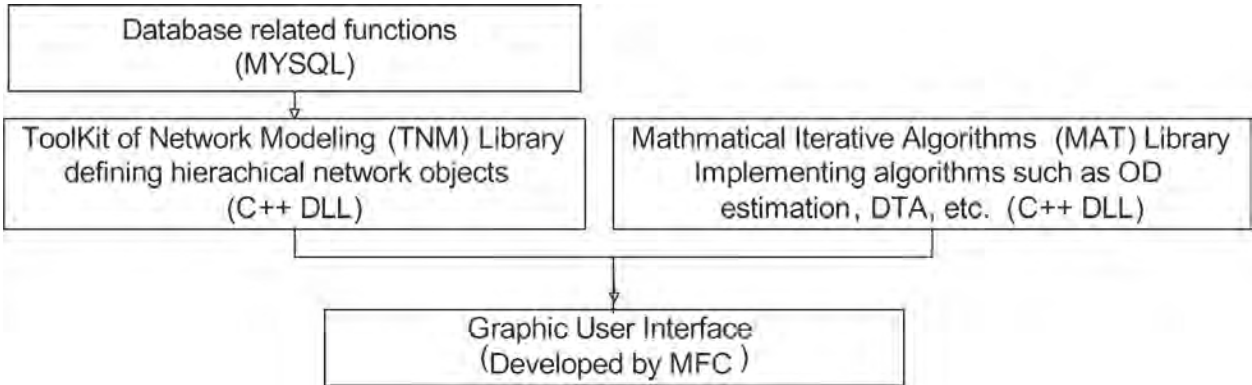 Database related functions
(MYSQL)
ToolKit of Network Modeling (TNM) Library
defining hierachical network objects
(C++ DLL)
Mathmatical Iterative Algorithms (MAT) Library
Implementing algorithms such as OD
estimation, DTA, etc. (C++ DLL)
Graphic User Interface
(Developed by MFC)